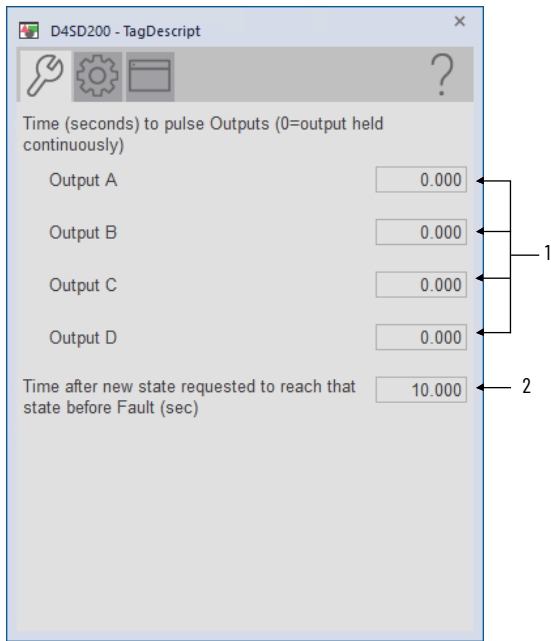 D4SD200 - TagDescript
Time (seconds) to pulse Outputs (0=output held
continuously)
Output A 0.000
Output B 0.000
Output C 0.000
Output D 0.000
1
Time after new state requested to reach that
state before Fault (sec)
10.000
2